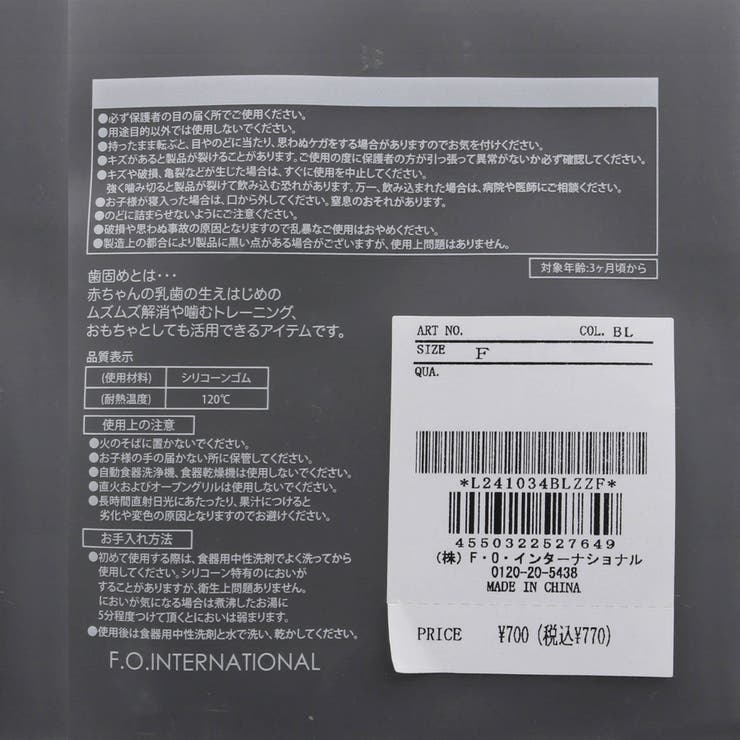 ●必ず保護者の目の届く所でご使用ください。
●用途目的以外では使用しないでください。
●持ったまま転ぶと、目やのどに当たり、思わぬケガをする場合がありますのでお気を付けください。
●キズがあると製品が裂けることがあります。ご使用の度に保護者の方が引っ張って異常がないか必ず確認してください。
●キズや破損、亀裂などが生じた場合は、すぐに使用を中止してください。
強く噛み切ると製品が裂けて飲み込む恐れがあります。万一、飲み込まれた場合は、病院や医師にご相談ください。
●お子様が寝入った場合は、口から外してください。窒息のおそれがあります。
●のどに詰まらせないようにご注意ください。
●破損や思わぬ事故の原因となりますので乱暴なご使用はおやめください。
●製造上の都合により製品に黒い点がある場合がございますが、使用上問題はありません。
対象年齢:3ヶ月頃から
歯固めとは・・・
赤ちゃんの乳歯の生えはじめの
ムズムズ解消や噛むトレーニング、
おもちゃとしても活用できるアイテムです。
品質表示
(使用材料) シリコーンゴム
(耐熱温度) 120℃
使用上の注意
●火のそばに置かないでください。
●お子様の手の届かない所に保管してください。
●自動食器洗浄機、食器乾燥機は使用しないでください。
●直火およびオーブングリルは使用しないでください。
●長時間直射日光にあたったり、果汁につけると
劣化や変色の原因となりますのでお避けください。
お手入れ方法
●初めて使用する際は、食器用中性洗剤でよく洗ってから
使用してください。シリコーン特有のにおいが
することがありますが、衛生上問題ありません。
においが気になる場合は煮沸したお湯に
5分程度つけて頂くとにおいは弱まります。
●使用後は食器用中性洗剤と水で洗い、乾かしてください。
F.O.INTERNATIONAL
ART NO. COL. BL
SIZE F
QUA.
*L241034BLZZF*
4550322527649
(株)F・O・インターナショナル
0120-20-5438
MADE IN CHINA
PRICE ¥700(税込¥770)